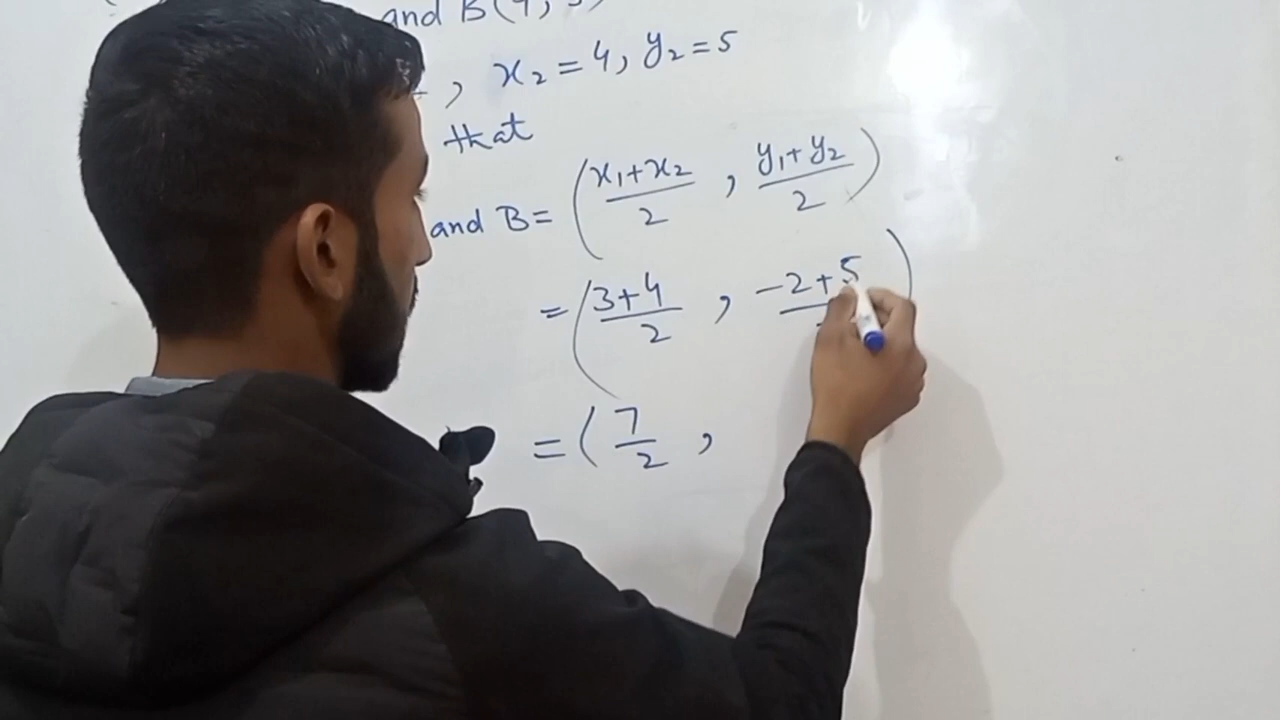 and B(4, 5)
, x₂ = 4, y₂ = 5
that
and B = ( x₁+x₂ / 2 , y₁+y₂ / 2 )
= ( 3+4 / 2 , -2+5 / )
= ( 7 / 2 ,